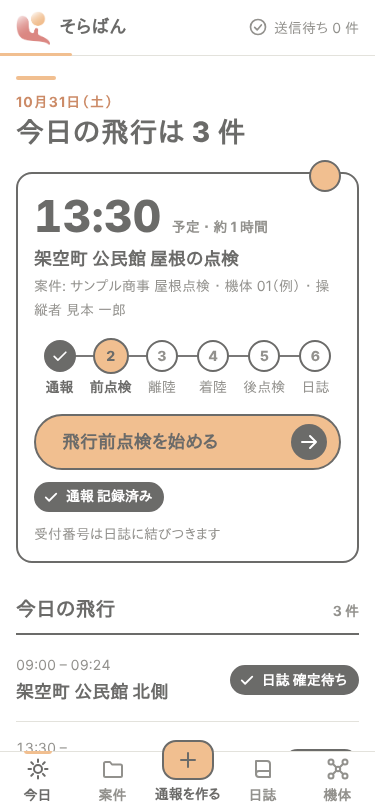 そらばん
送信待ち 0 件
10月31日(土)
今日の飛行は 3 件
13:30 予定・約1時間
架空町 公民館 屋根の点検
案件: サンプル商事 屋根点検・機体 01(例)・操
縦者 見本 一郎
2 3 4 5 6
通報 前点検 離陸 着陸 後点検 日誌
飛行前点検を始める
通報 記録済み
受付番号は日誌に結びつきます
今日の飛行 3 件
09:00 – 09:24
架空町 公民館 北側
日誌 確定待ち
13:30 –
今日 案件 通報を作る 日誌 機体